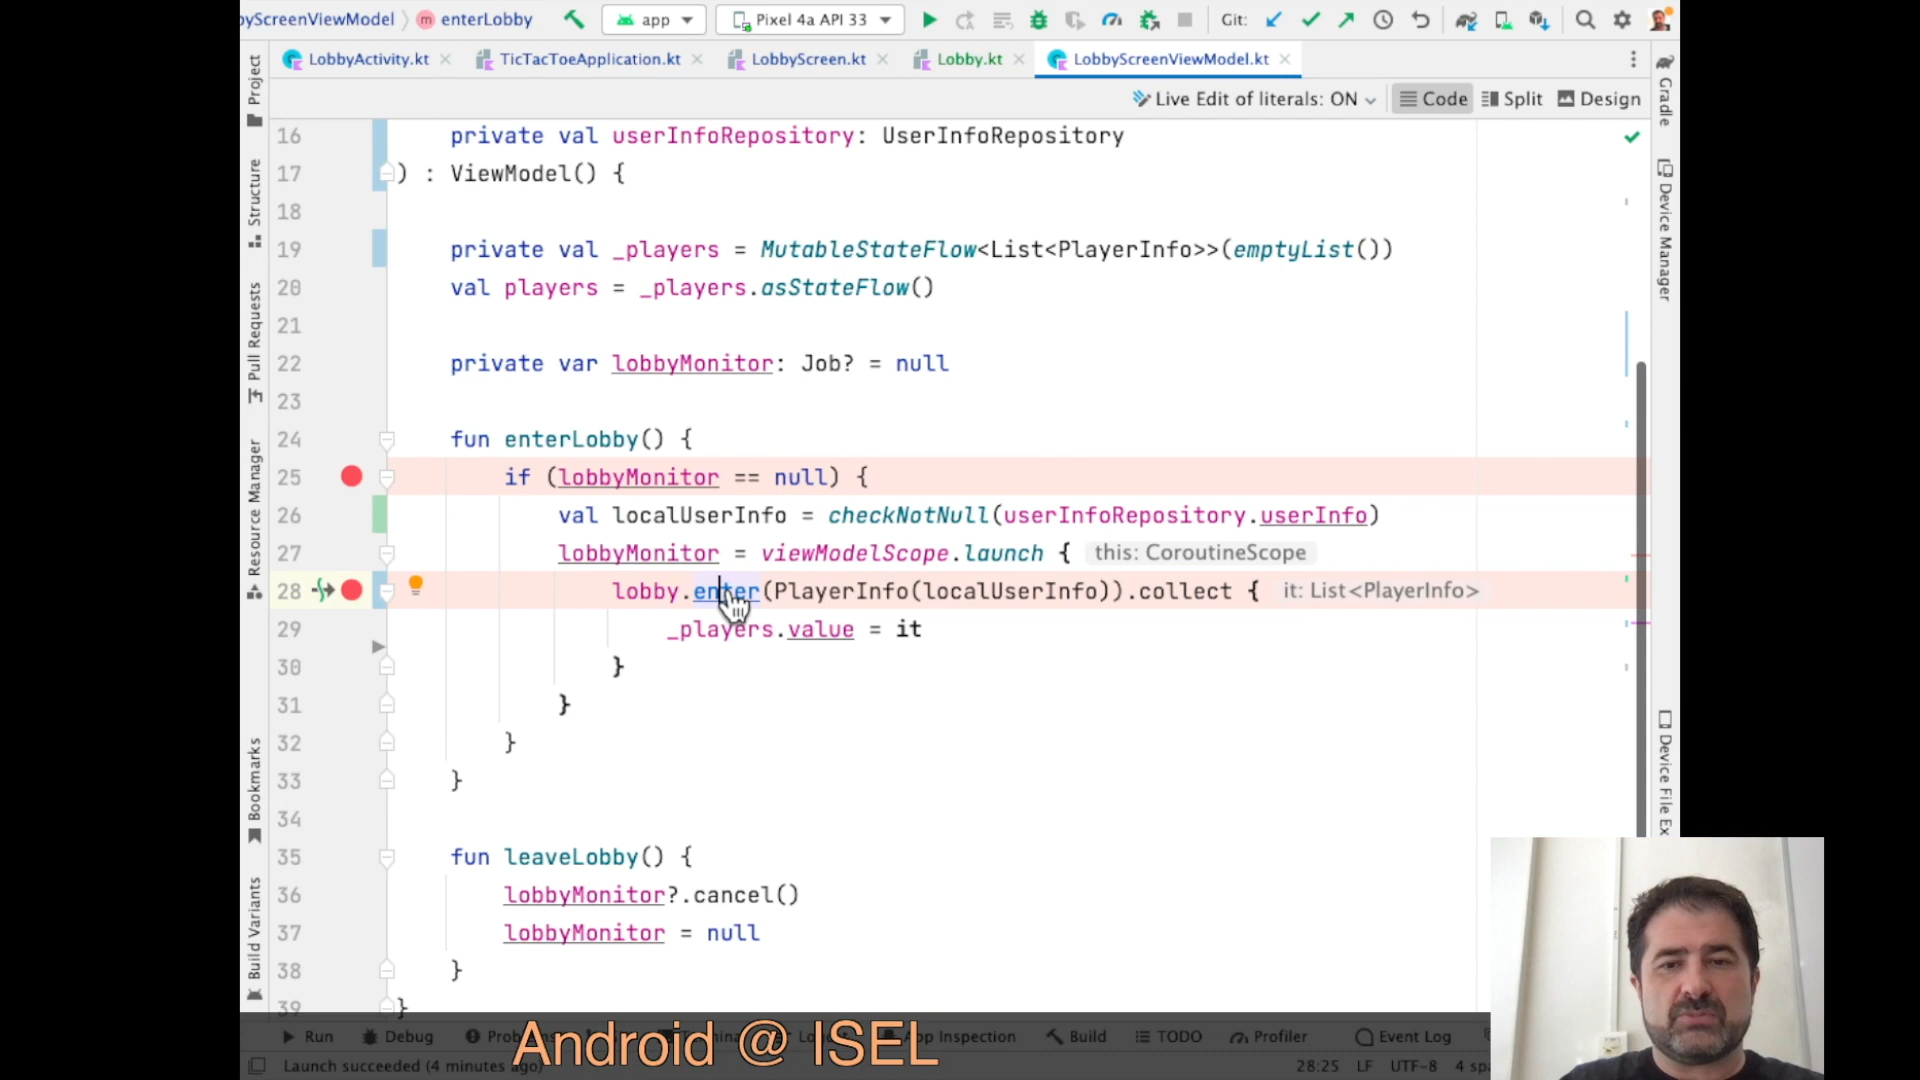 byScreenViewModel
enterLobby
app
Pixel 4a API 33
Git:
LobbyActivity.kt
TicTacToeApplication.kt
LobbyScreen.kt
Lobby.kt
LobbyScreenViewModel.kt
Live Edit of literals: ON
Code
Split
Design
Project
Structure
Pull Requests
Resource Manager
Bookmarks
Build Variants
Gradle
Device Manager
Device File Ex
16 private val userInfoRepository: UserInfoRepository
17 ) : ViewModel() {
18
19 private val _players = MutableStateFlow<List<PlayerInfo>>(emptyList())
20 val players = _players.asStateFlow()
21
22 private var lobbyMonitor: Job? = null
23
24 fun enterLobby() {
25 if (lobbyMonitor == null) {
26 val localUserInfo = checkNotNull(userInfoRepository.userInfo)
27 lobbyMonitor = viewModelScope.launch { this: CoroutineScope
28 lobby.enter(PlayerInfo(localUserInfo)).collect { it: List<PlayerInfo>
29 _players.value = it
30 }
31 }
32 }
33 }
34
35 fun leaveLobby() {
36 lobbyMonitor?.cancel()
37 lobbyMonitor = null
38 }
39 }
Run
Debug
App Inspection
Build
TODO
Profiler
Event Log
Android @ ISEL
Launch succeeded (4 minutes ago)
28:25
LF
UTF-8
4 spa